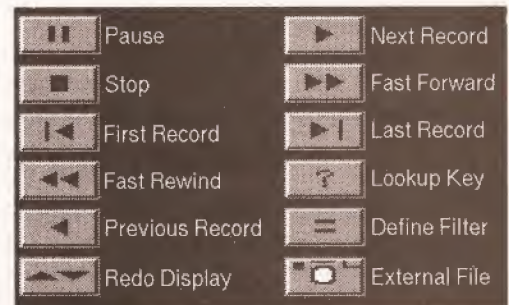 Pause
Next Record
Stop
Fast Forward
First Record
Last Record
Fast Rewind
? Lookup Key
Previous Record
= Define Filter
Redo Display
External File